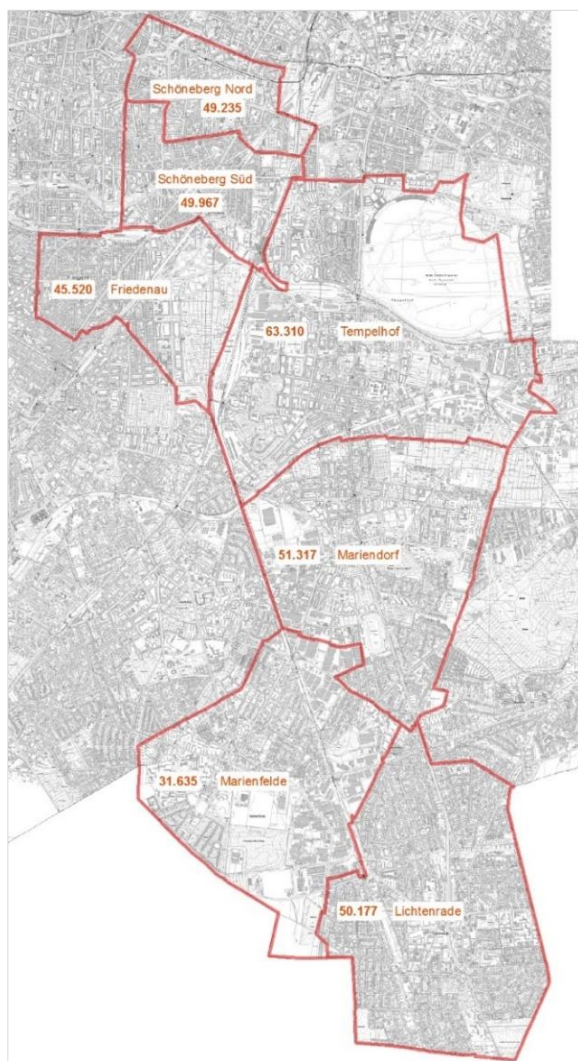 Schöneberg Nord
49.235
Schöneberg Süd
49.967
45.520 Friedenau
63.310 Tempelhof
51.317 Mariendorf
31.635 Marienfelde
50.177 Lichtenrade